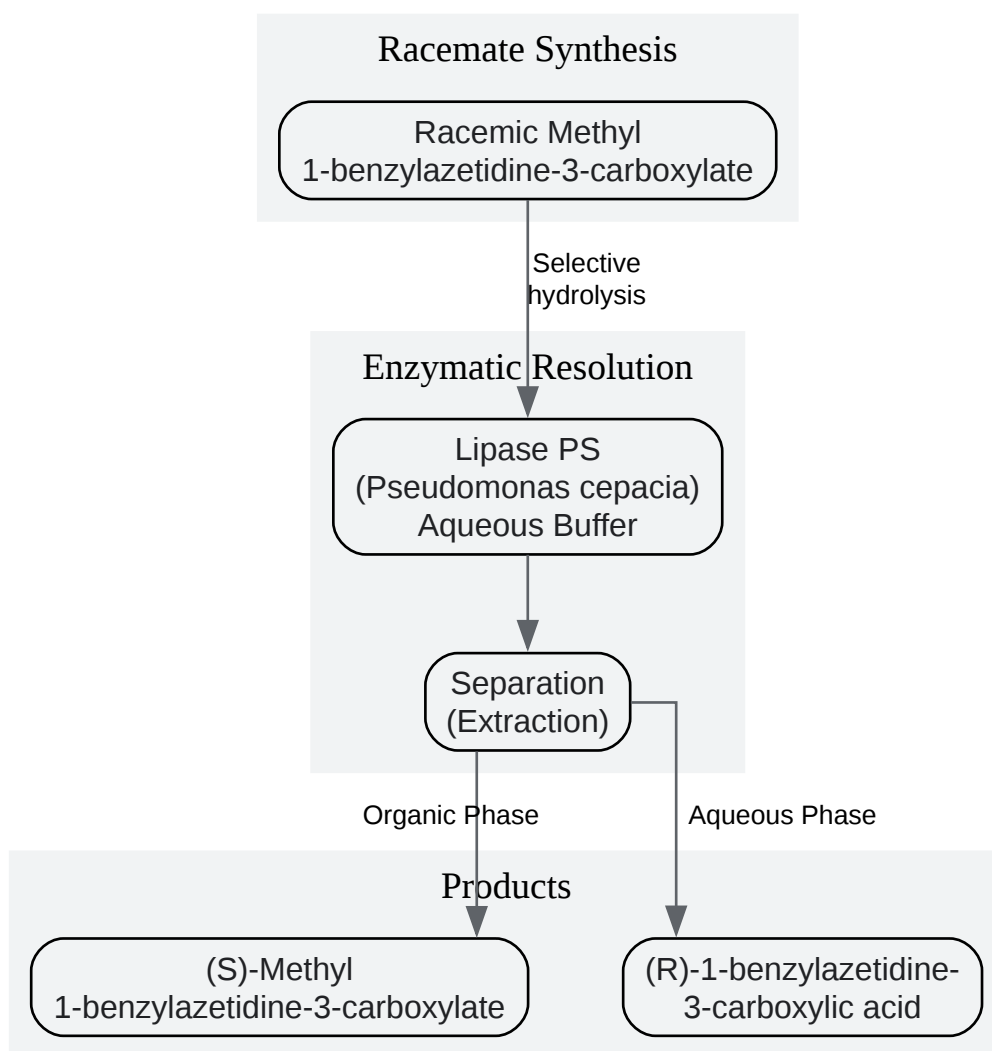 Racemate Synthesis
Racemic Methyl
1-benzylazetidine-3-carboxylate
Selective
hydrolysis
Enzymatic Resolution
Lipase PS
(Pseudomonas cepacia)
Aqueous Buffer
Separation
(Extraction)
Organic Phase
Aqueous Phase
Products
(S)-Methyl
1-benzylazetidine-3-carboxylate
(R)-1-benzylazetidine-
3-carboxylic acid